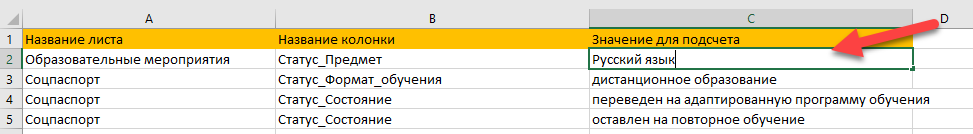 A B C D
1 Название листа Название колонки Значение для подсчета
2 Образовательные мероприятия Статус_Предмет Русский язык
3 Соцпаспорт Статус_Формат_обучения дистанционное образование
4 Соцпаспорт Статус_Состояние переведен на адаптированную программу обучения
5 Соцпаспорт Статус_Состояние оставлен на повторное обучение